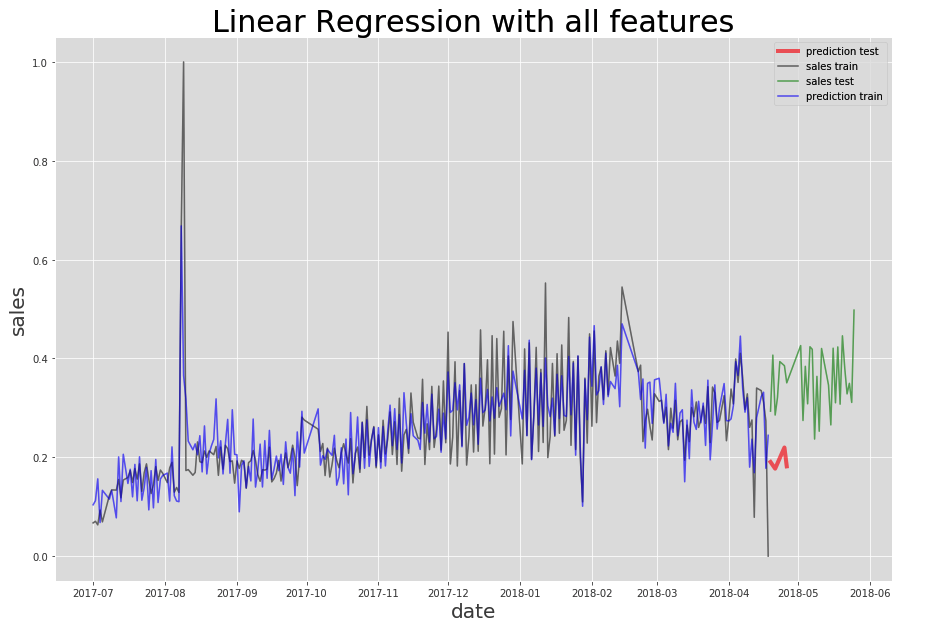 Linear Regression with all features
prediction test
sales train
sales test
prediction train
sales
1.0
0.8
0.6
0.4
0.2
0.0
2017-07 2017-08 2017-09 2017-10 2017-11 2017-12 2018-01 2018-02 2018-03 2018-04 2018-05 2018-06
date